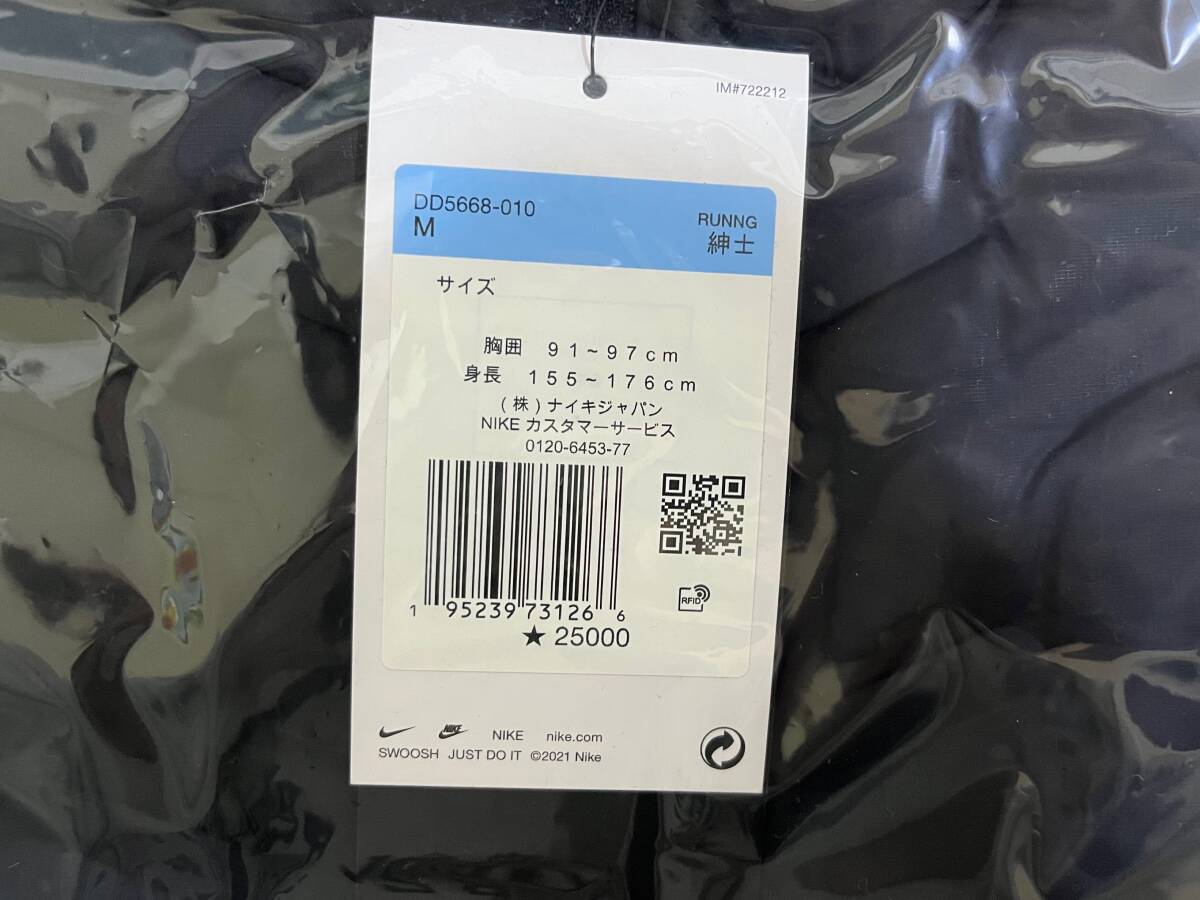 IM#722212
DD5668-010
M
RUNNG
紳士
サイズ
胸囲 91~97cm
身長 155~176cm
(株)ナイキジャパン
NIKE カスタマーサービス
0120-6453-77
RFID
1 95239 73126 6
★ 25000
NIKE NIKE nike.com
SWOOSH JUST DO IT ©2021 Nike